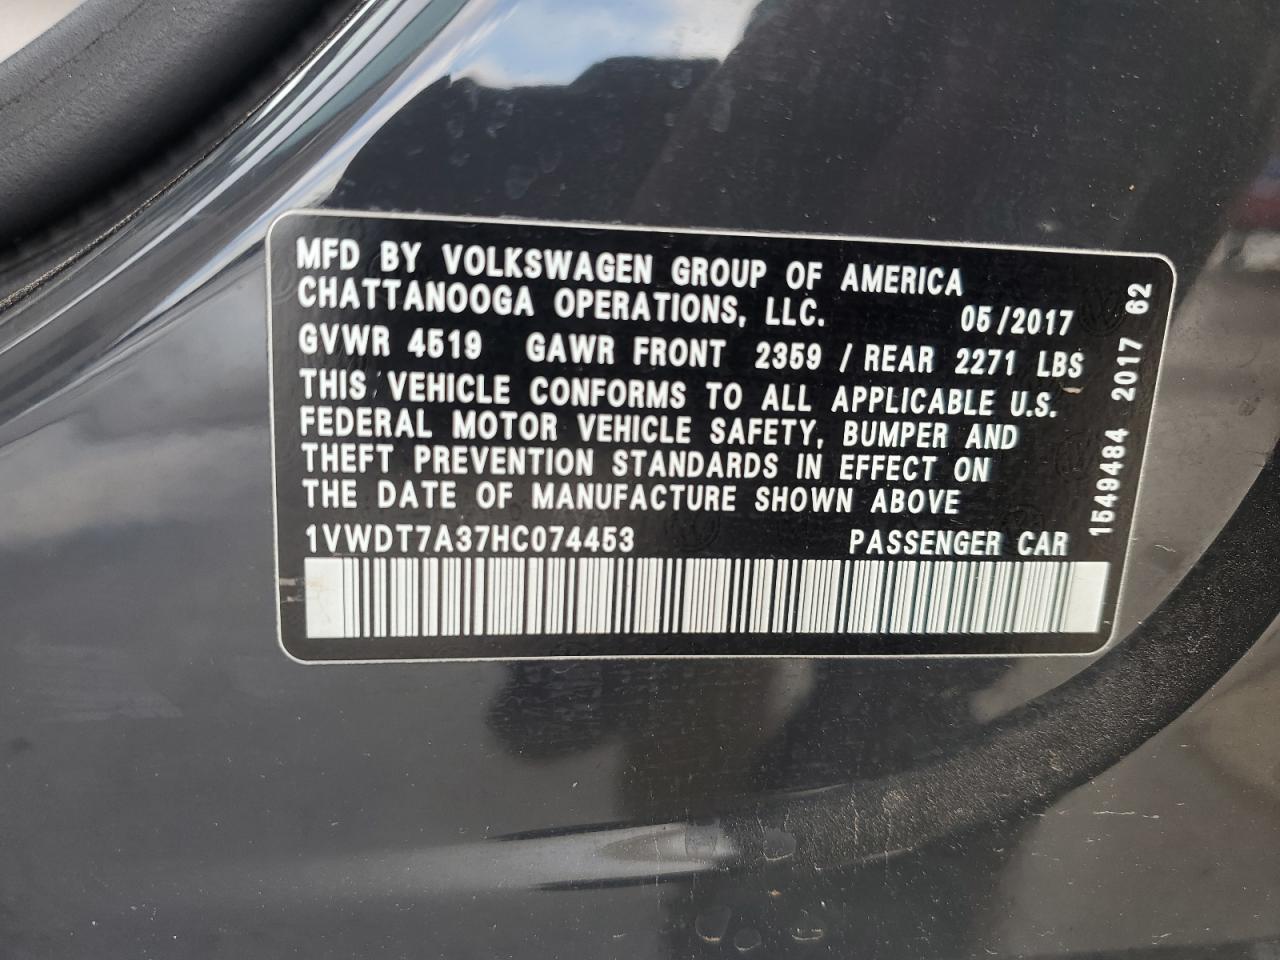 MFD BY VOLKSWAGEN GROUP OF AMERICA
CHATTANOOGA OPERATIONS, LLC. 05/2017
GVWR 4519 GAWR FRONT 2359 / REAR 2271 LBS
THIS VEHICLE CONFORMS TO ALL APPLICABLE U.S.
FEDERAL MOTOR VEHICLE SAFETY, BUMPER AND
THEFT PREVENTION STANDARDS IN EFFECT ON
THE DATE OF MANUFACTURE SHOWN ABOVE
1VWDT7A37HC074453 PASSENGER CAR
1549484 2017 62